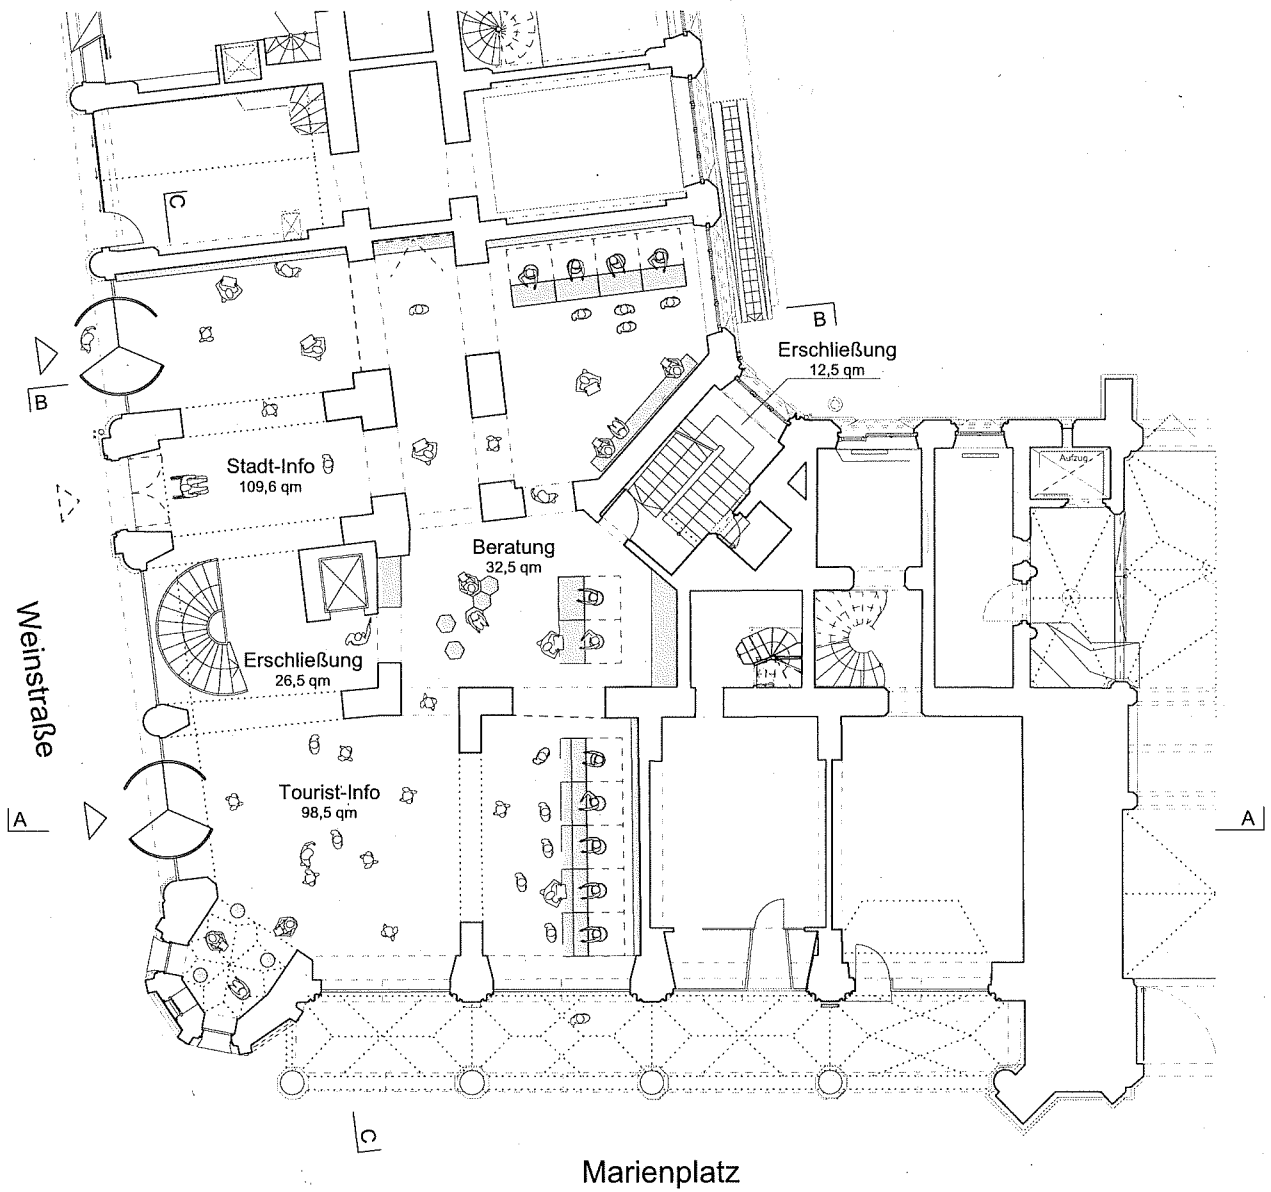 C
B
Erschließung
12,5 qm
B
Aufzug
Stadt-Info
109,6 qm
Beratung
32,5 qm
Weinstraße
Erschließung
26,5 qm
Tourist-Info
98,5 qm
A
A
C
Marienplatz